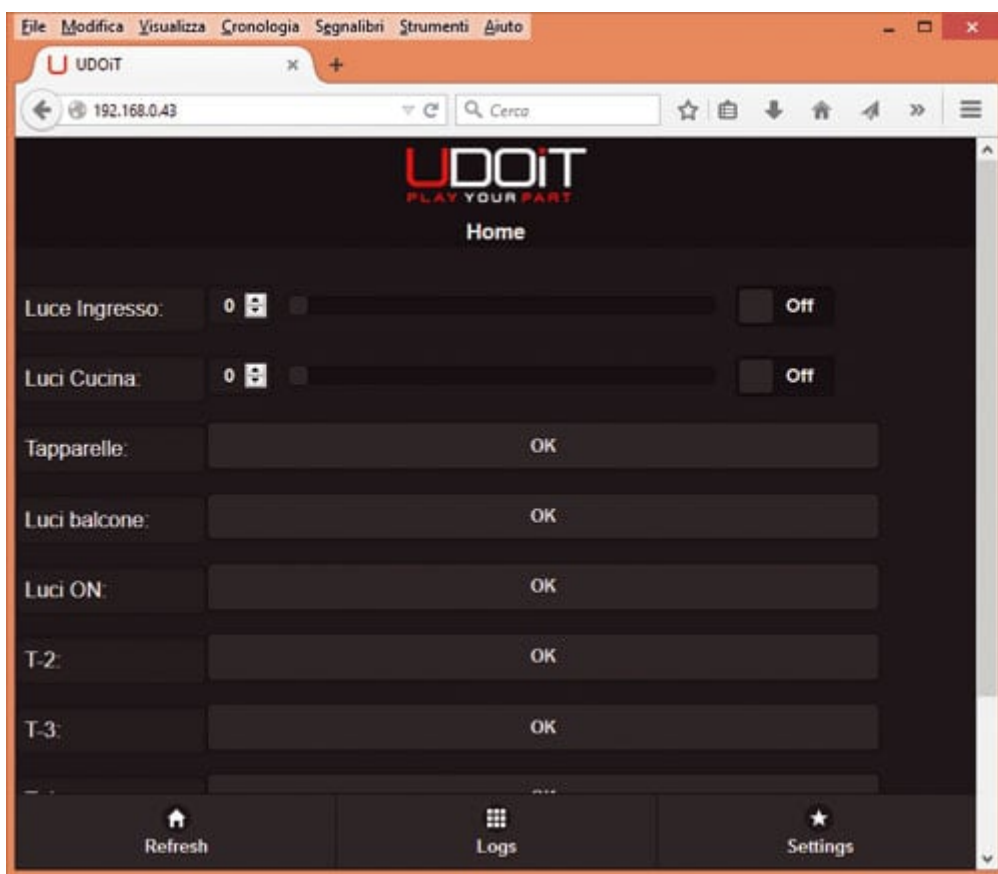 File Modifica Visualizza Cronologia Segnalibri Strumenti Aiuto
UDOiT
192.168.0.43 Cerca
UDOiT
PLAY YOUR PART
Home
Luce Ingresso: 0 Off
Luci Cucina: 0 Off
Tapparelle: OK
Luci balcone: OK
Luci ON: OK
T-2: OK
T-3: OK
Refresh Logs Settings